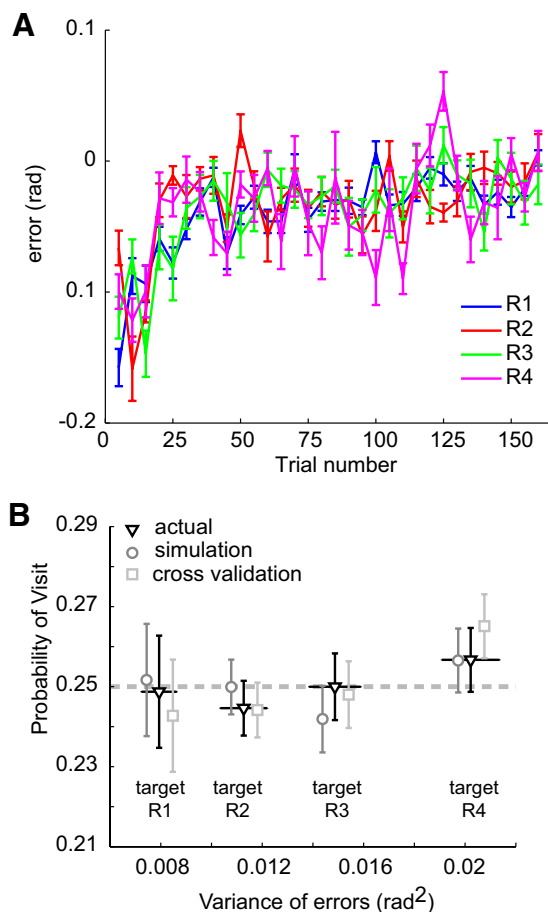 A
error (rad)
0.1
0
0.1
-0.2
0
25
50
75
100
125
150
Trial number
R1
R2
R3
R4
B
Probability of Visit
0.29
0.27
0.25
0.23
0.21
actual
simulation
cross validation
target
R1
target
R2
target
R3
target
R4
0.008
0.012
0.016
0.02
Variance of errors (rad²)